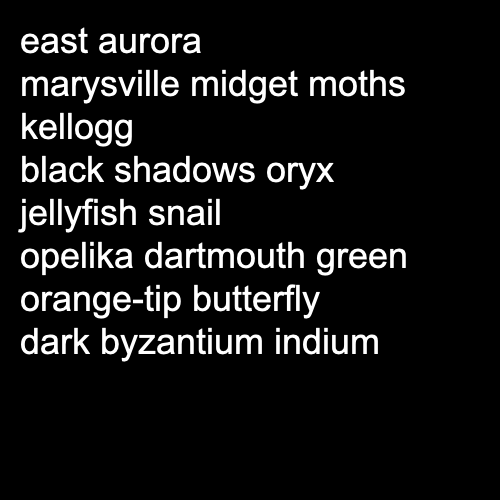 east aurora
marysville midget moths
kellogg
black shadows oryx
jellyfish snail
opelika dartmouth green
orange-tip butterfly
dark byzantium indium